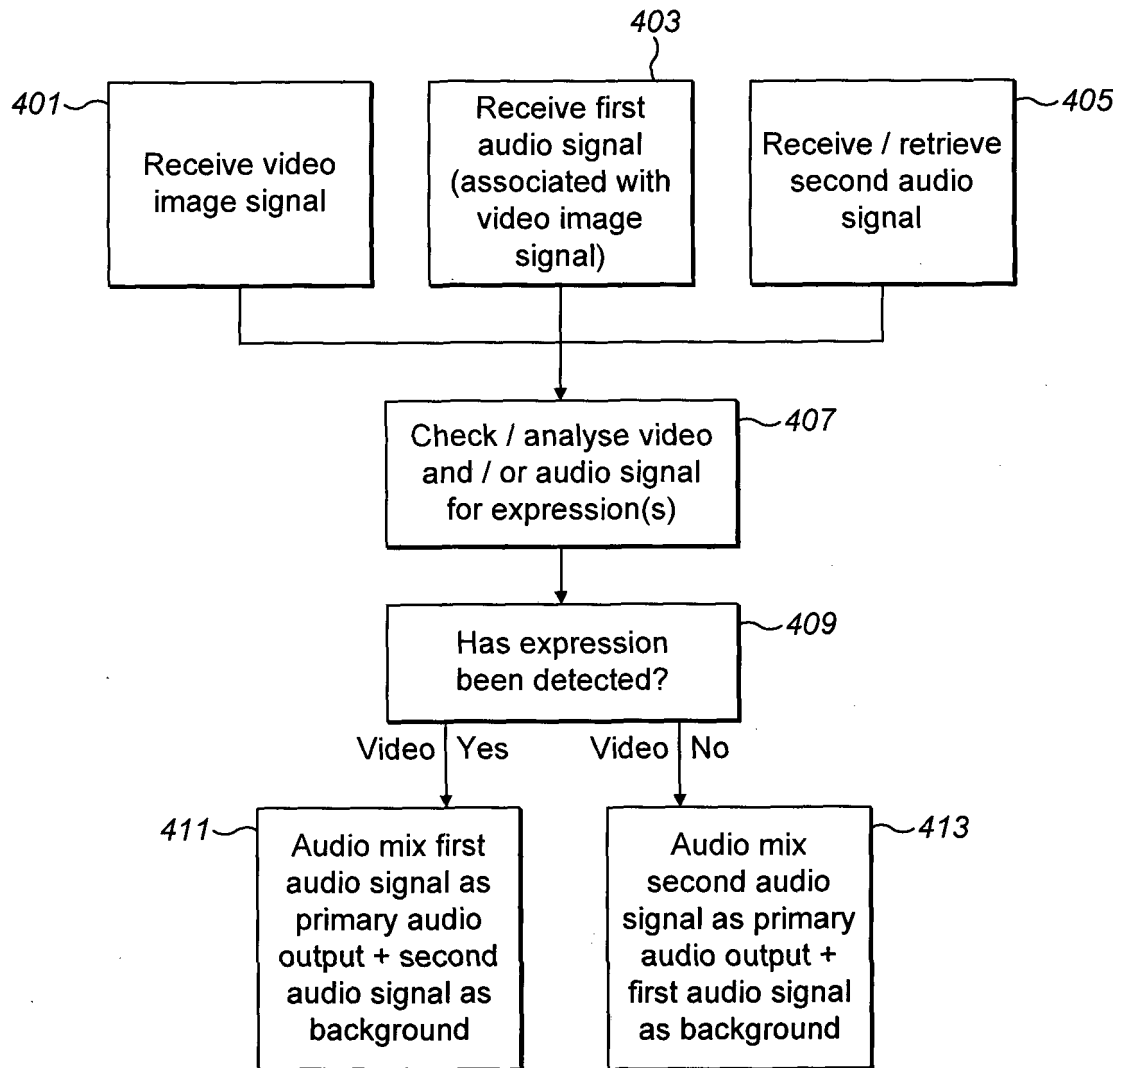 403
401
Receive video
image signal
Receive first
audio signal
(associated with
video image
signal)
405
Receive / retrieve
second audio
signal
407
Check / analyse video
and / or audio signal
for expression(s)
409
Has expression
been detected?
Video Yes
Video No
411
Audio mix first
audio signal as
primary audio
output + second
audio signal as
background
413
Audio mix
second audio
signal as primary
audio output +
first audio signal
as background